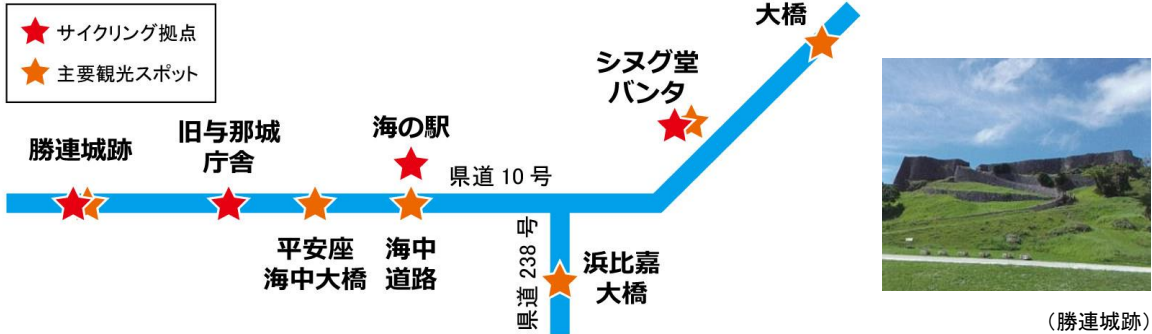 サイクリング拠点
主要観光スポット
大橋
シヌグ堂
バンタ
海の駅
旧与那城
庁舎
勝連城跡
県道 10 号
平安座
海中大橋
海中
道路
県道 238 号
浜比嘉
大橋
（勝連城跡）